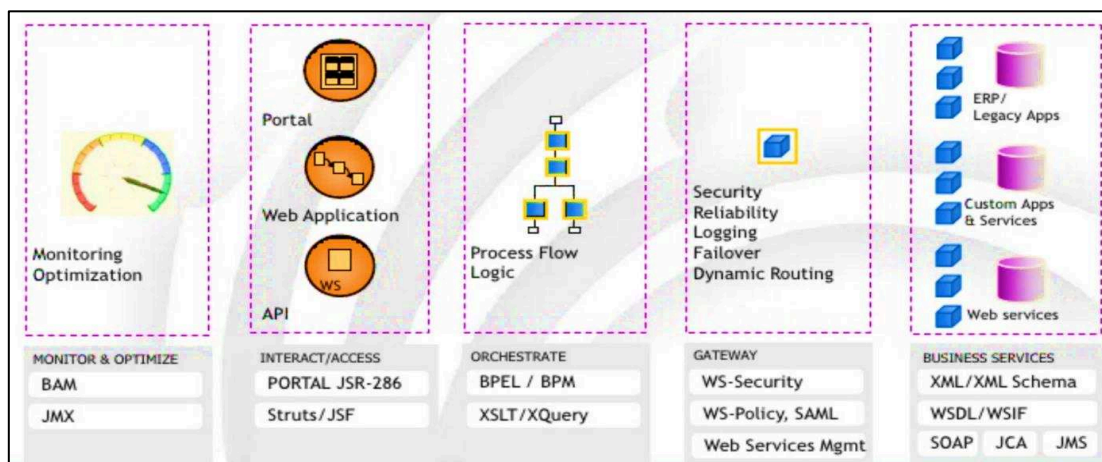 Monitoring
Optimization
MONITOR & OPTIMIZE
BAM
JMX
Portal
Web Application
WS
API
INTERACT/ACCESS
PORTAL JSR-286
Struts/JSF
Process Flow
Logic
ORCHESTRATE
BPEL / BPM
XSLT/XQuery
Security
Reliability
Logging
Failover
Dynamic Routing
GATEWAY
WS-Security
WS-Policy, SAML
Web Services Mgmt
ERP/
Legacy Apps
Custom Apps
& Services
Web services
BUSINESS SERVICES
XML/XML Schema
WSDL/WSIF
SOAP JCA JMS